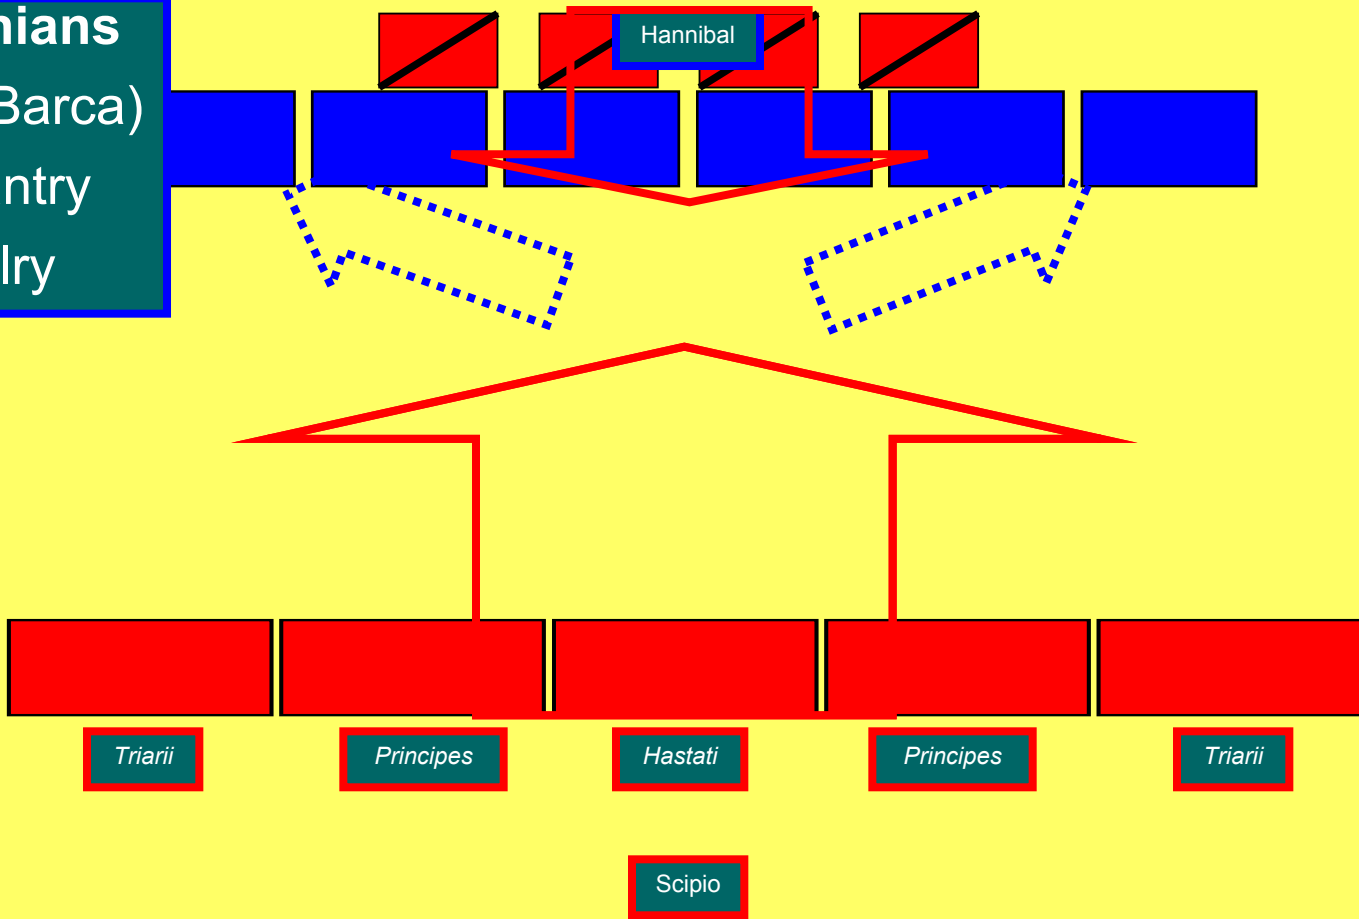 nians
Barca)
ntry
lry
Hannibal
Triarii
Principes
Hastati
Principes
Triarii
Scipio